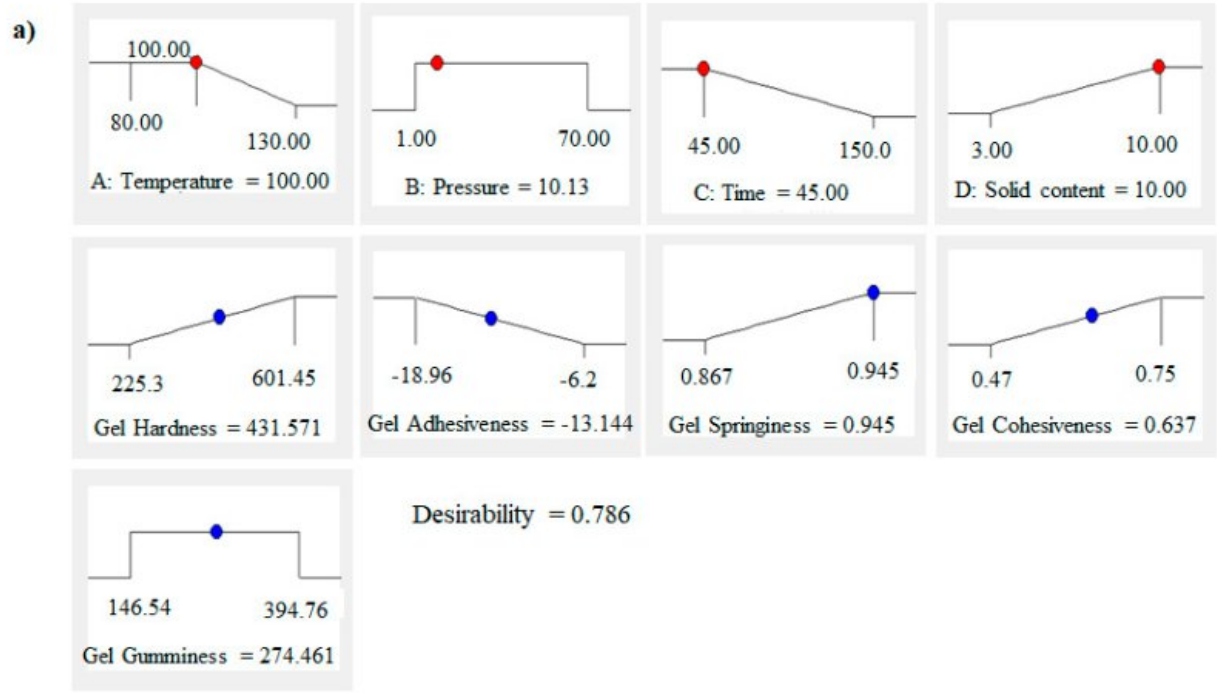 a)
100.00
80.00
130.00
A: Temperature = 100.00
1.00
70.00
B: Pressure = 10.13
45.00
150.0
C: Time = 45.00
3.00
10.00
D: Solid content = 10.00
225.3
601.45
Gel Hardness = 431.571
-18.96
-6.2
Gel Adhesiveness = -13.144
0.867
0.945
Gel Springiness = 0.945
0.47
0.75
Gel Cohesiveness = 0.637
146.54
394.76
Gel Gumminess = 274.461
Desirability = 0.786